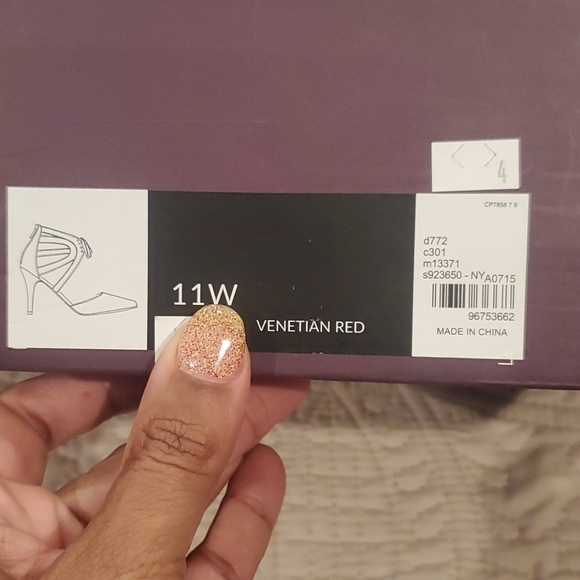 4
CP7858 7 8
d772
c301
m13371
s923650 - NYA0715
96753662
MADE IN CHINA
11W
VENETIAN RED